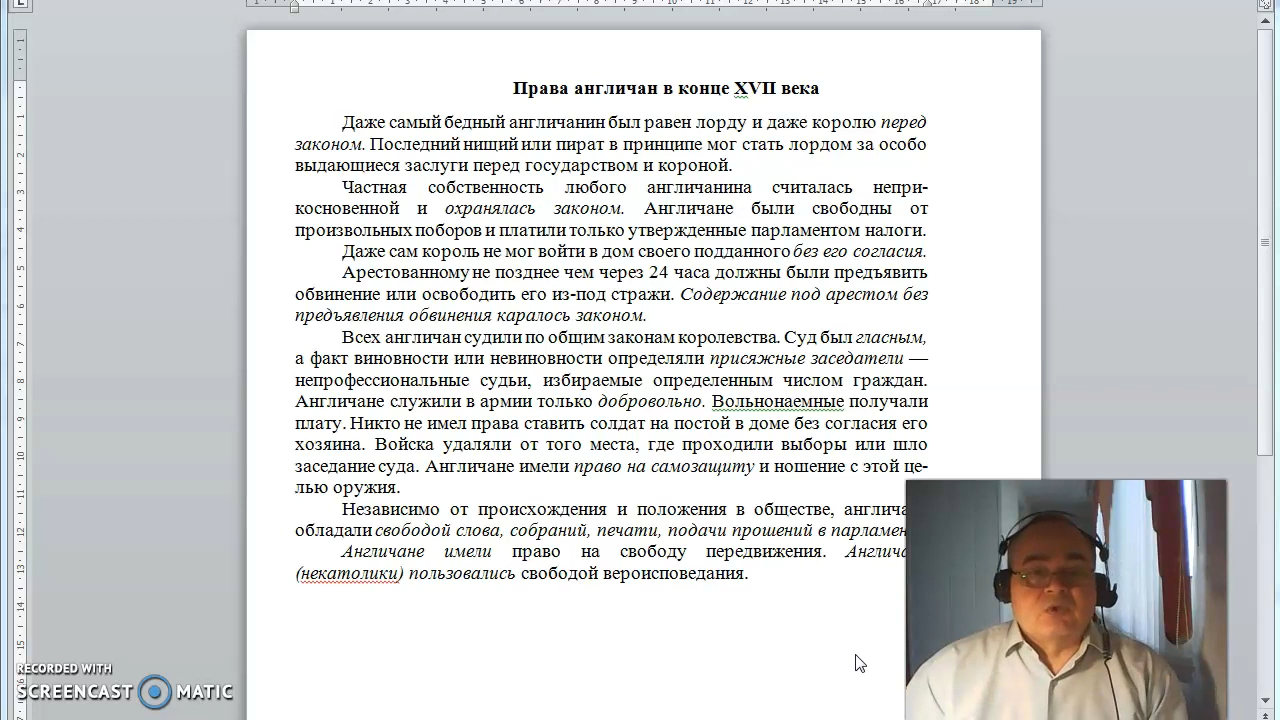 Права англичан в конце XVII века
Даже самый бедный англичанин был равен лорду и даже королю перед
законом. Последний нищий или пират в принципе мог стать лордом за особо
выдающиеся заслуги перед государством и короной.
Частная собственность любого англичанина считалась непри-
косновенной и охранялась законом. Англичане были свободны от
произвольных поборов и платили только утвержденные парламентом налоги.
Даже сам король не мог войти в дом своего подданного без его согласия.
Арестованному не позднее чем через 24 часа должны были предъявить
обвинение или освободить его из-под стражи. Содержание под арестом без
предъявления обвинения каралось законом.
Всех англичан судили по общим законам королевства. Суд был гласным,
а факт виновности или невиновности определяли присяжные заседатели —
непрофессиональные судьи, избираемые определенным числом граждан.
Англичане служили в армии только добровольно. Вольнонаемные получали
плату. Никто не имел права ставить солдат на постой в доме без согласия его
хозяина. Войска удаляли от того места, где проходили выборы или шло
заседание суда. Англичане имели право на самозащиту и ношение с этой це-
лью оружия.
Независимо от происхождения и положения в обществе,
обладали свободой слова, собраний, печати, подачи прошений в
Англичане имели право на свободу передвижения.
(некатолики) пользовались свободой вероисповедания.
RECORDED WITH
SCREENCAST MATIC